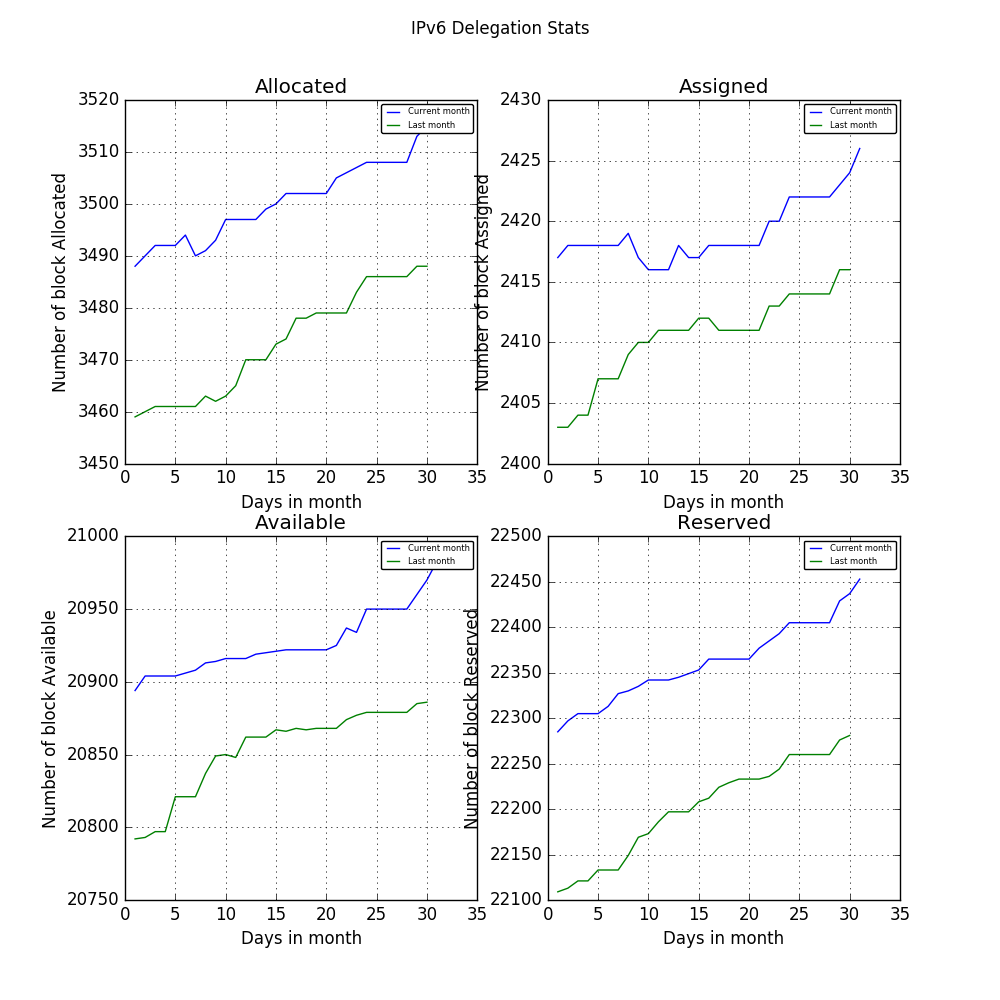 IPv6 Delegation Stats
Allocated
Number of block Allocated
3520
3510
3500
3490
3480
3470
3460
3450
Current month
Last month
0 5 10 15 20 25 30 35
Days in month
Assigned
Number of block Assigned
2430
2425
2420
2415
2410
2405
2400
Current month
Last month
0 5 10 15 20 25 30 35
Days in month
Available
Number of block Available
21000
20950
20900
20850
20800
20750
Current month
Last month
0 5 10 15 20 25 30 35
Days in month
Reserved
Number of block Reserved
22500
22450
22400
22350
22300
22250
22200
22150
22100
Current month
Last month
0 5 10 15 20 25 30 35
Days in month